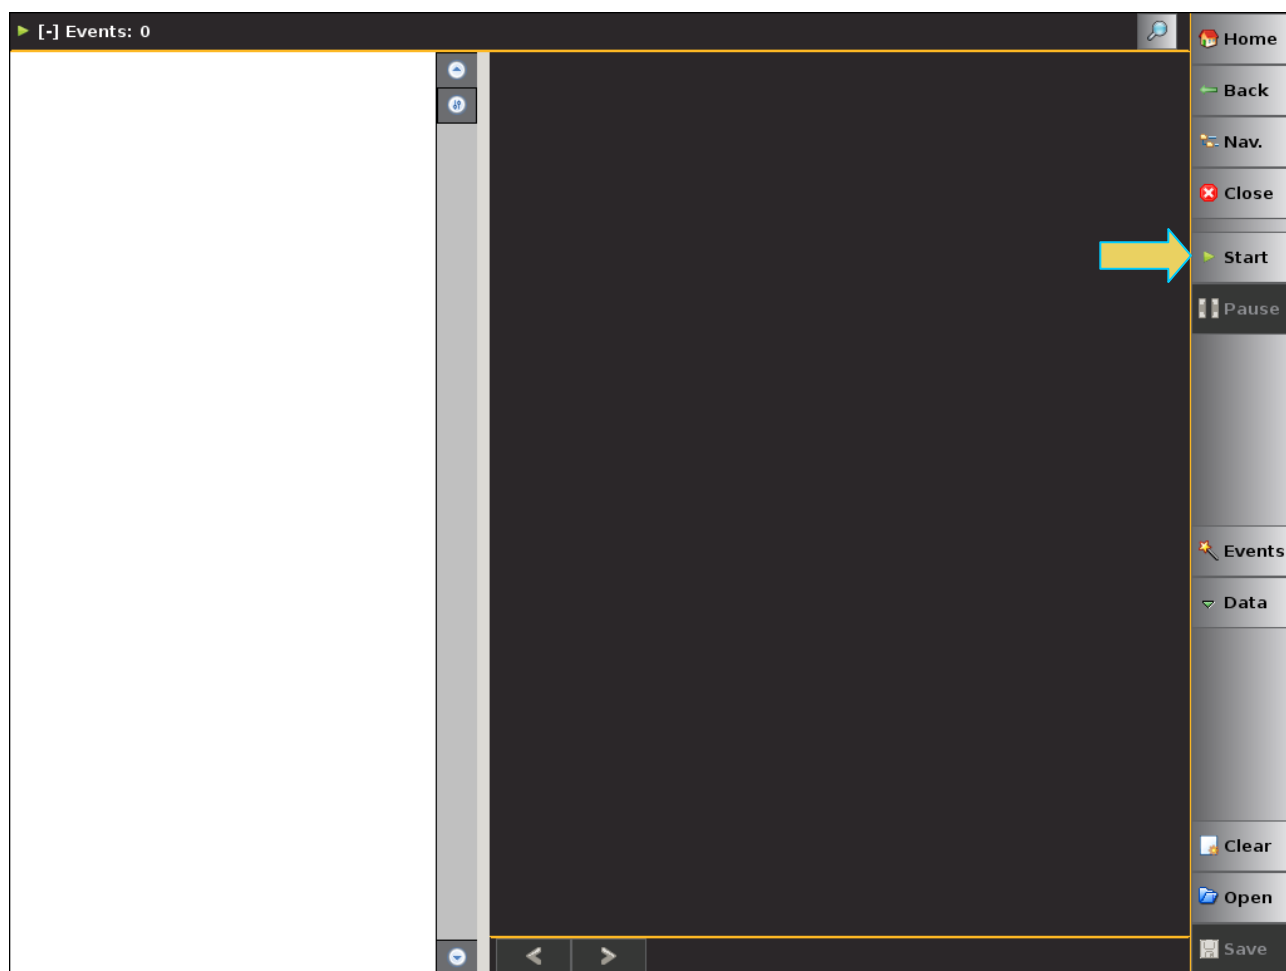 [-] Events: 0
Home
Back
Nav.
Close
Start
Pause
Events
Data
Clear
Open
Save